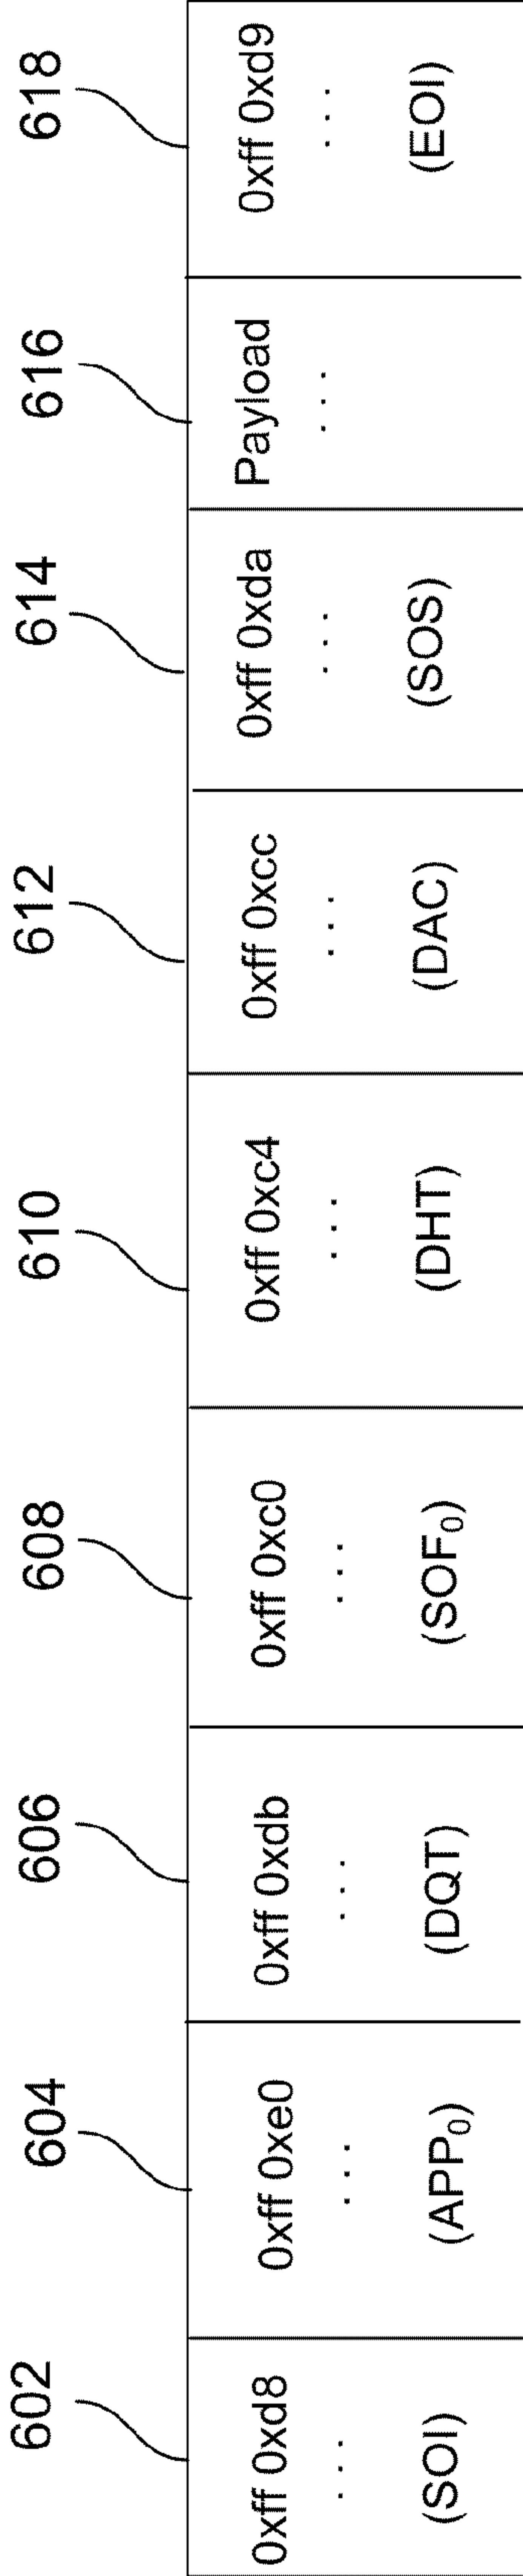 602
604
606
608
610
612
614
616
618
0xff 0xd8
. . .
(SOI)
0xff 0xe0
. . .
(APP₀)
0xff 0xdb
. . .
(DQT)
0xff 0xc0
. . .
(SOF₀)
0xff 0xc4
. . .
(DHT)
0xff 0xcc
. . .
(DAC)
0xff 0xda
. . .
(SOS)
Payload
. . .
0xff 0xd9
. . .
(EOI)